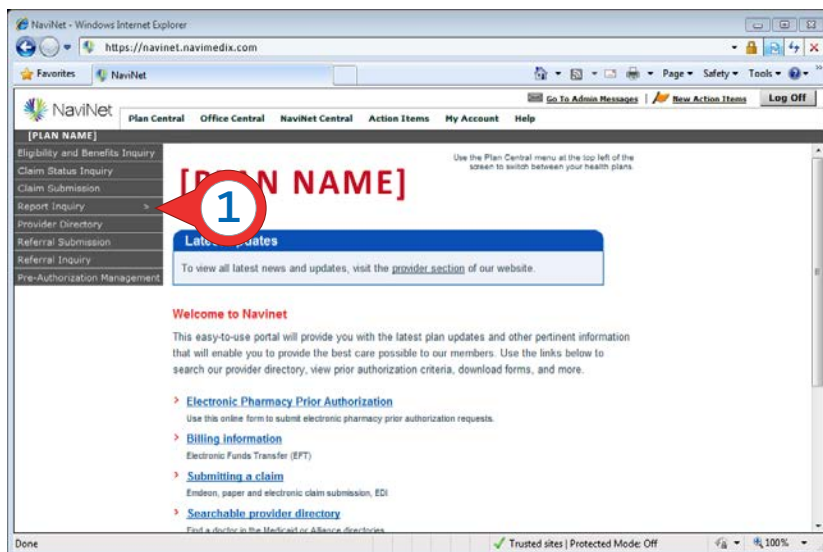 NaviNet - Windows Internet Explorer
https://navinet.navimedix.com
Favorites NaviNet Page Safety Tools
Go To Admin Messages | New Action Items Log Off
NaviNet Plan Central Office Central NaviNet Central Action Items My Account Help
[PLAN NAME]
Eligibility and Benefits Inquiry
Claim Status Inquiry
Claim Submission
Report Inquiry >
Provider Directory
Referral Submission
Referral Inquiry
Pre-Authorization Management
1
Use the Plan Central menu at the top left of the
screen to switch between your health plans.
NAME]
To view all latest news and updates, visit the provider section of our website.
Welcome to Navinet
This easy-to-use portal will provide you with the latest plan updates and other pertinent information
that will enable you to provide the best care possible to our members. Use the links below to
search our provider directory, view prior authorization criteria, download forms, and more.
> Electronic Pharmacy Prior Authorization
Use this online form to submit electronic pharmacy prior authorization requests.
> Billing information
Electronic Funds Transfer (EFT)
> Submitting a claim
Emdeon, paper and electronic claim submission, EDI
> Searchable provider directory
Find a doctor in the Medicaid or Alliance directories
Done Trusted sites | Protected Mode: Off 100%